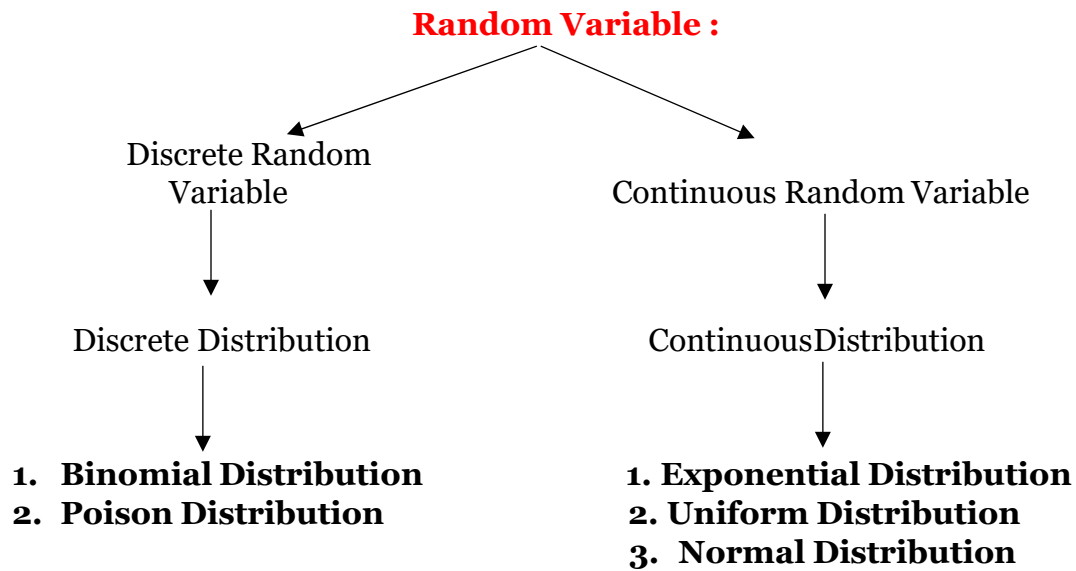 Random Variable :
Discrete Random
Variable
Continuous Random Variable
Discrete Distribution
ContinuousDistribution
1. Binomial Distribution
2. Poison Distribution
1. Exponential Distribution
2. Uniform Distribution
3. Normal Distribution